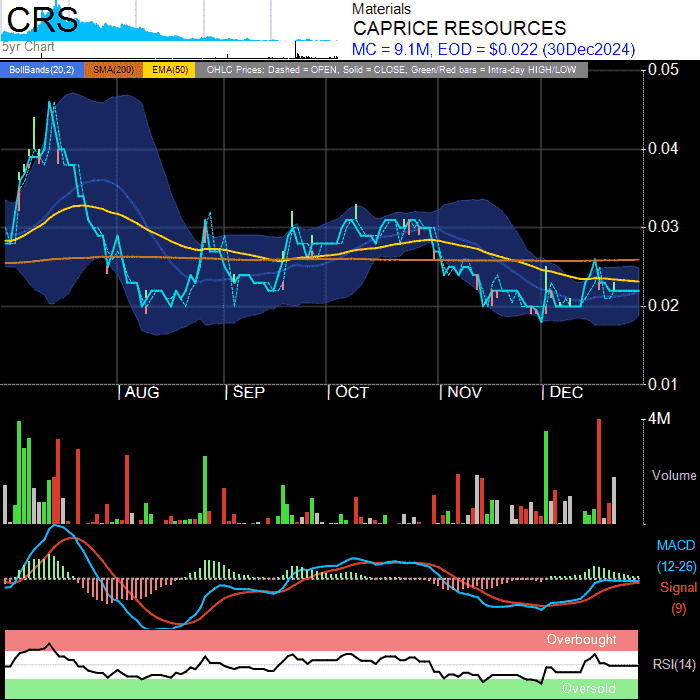 CRS
5yr Chart
Materials
CAPRICE RESOURCES
MC = 9.1M, EOD = $0.022 (30Dec2024)
BollBands(20,2) SMA(200) EMA(50) OHLC Prices: Dashed = OPEN, Solid = CLOSE, Green/Red bars = Intra-day HIGH/LOW
0.05
0.04
0.03
0.02
0.01
AUG SEP OCT NOV DEC
4M
Volume
MACD
(12-26)
Signal
(9)
Overbought
RSI(14)
Oversold